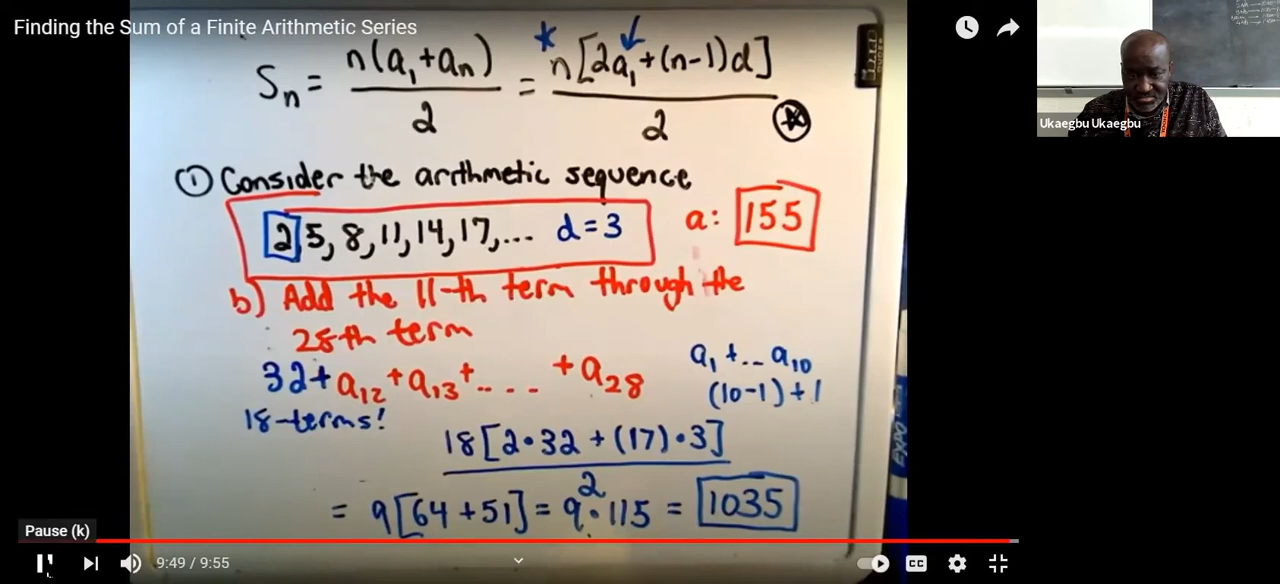 Finding the Sum of a Finite Arithmetic Series
Sn = n(a₁+an)/2 = n[2a₁+(n-1)d]/2
① Consider the arithmetic sequence
2, 5, 8, 11, 14, 17, ... d=3
a: 155
b) Add the 11-th term through the
28th term
32+a₁₂+a₁₃+....+a₂₈
a₁+...a₁₀
(10-1)+1
18-terms!
18[2·32+(17)·3]/2
= 9[64+51] = 9·115 = 1035
EXPO
Ukaegbu Ukaegbu
Pause (k)
9:49 / 9:55
CC